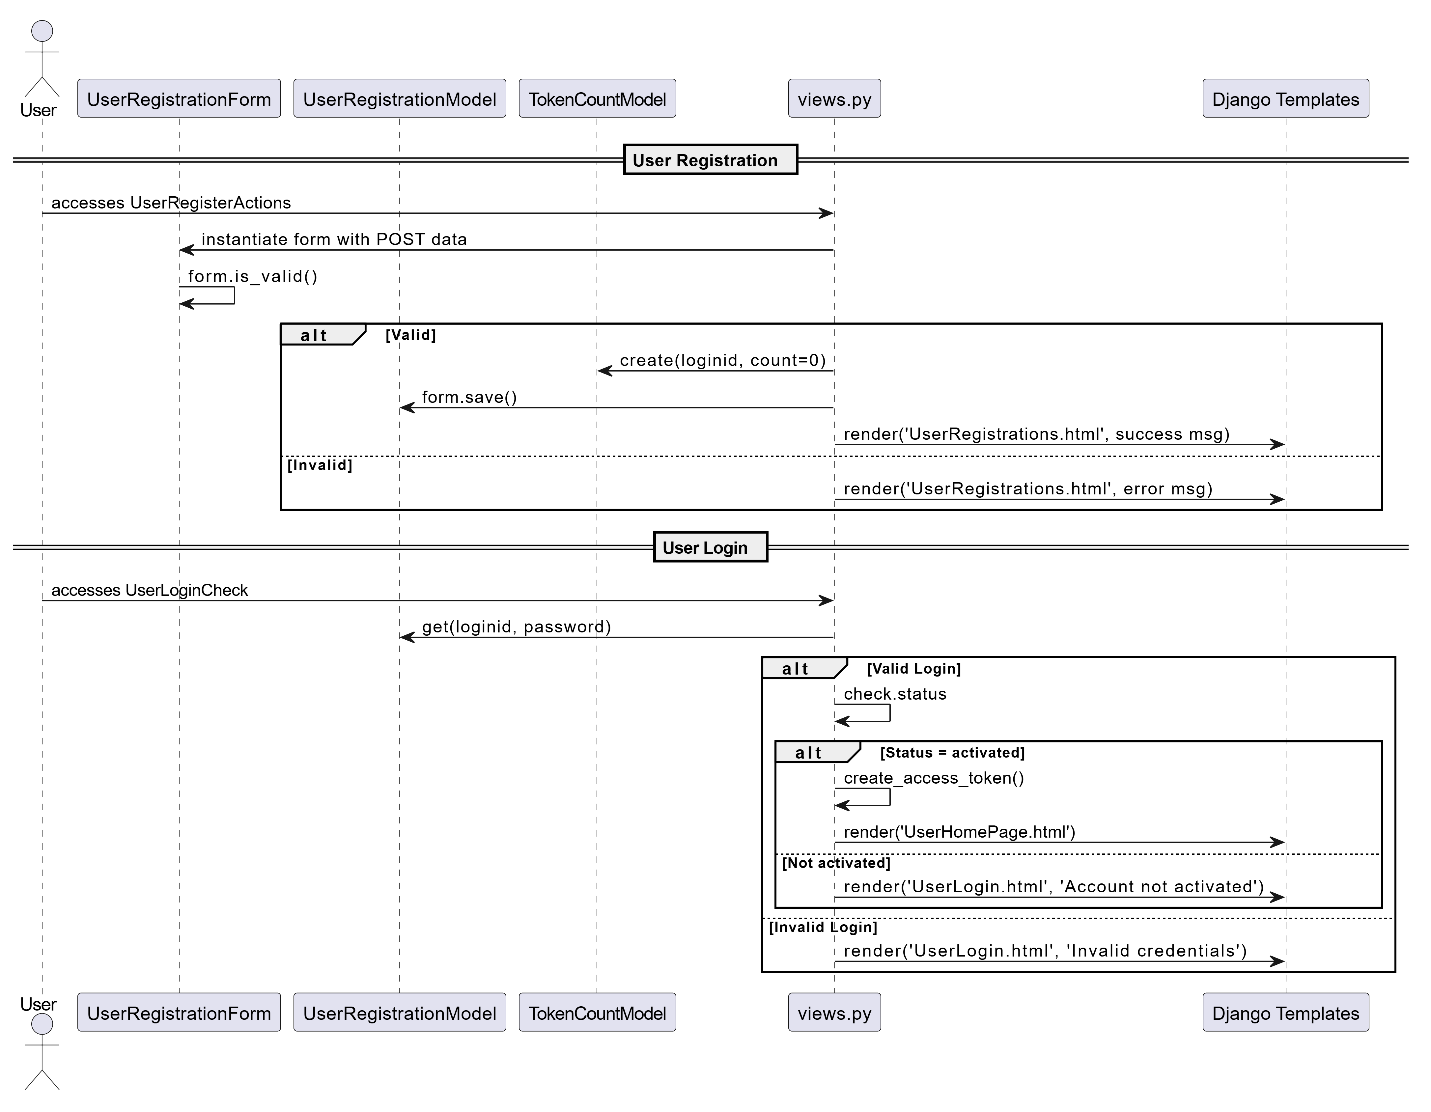 User
UserRegistrationForm
UserRegistrationModel
TokenCountModel
views.py
Django Templates
User Registration
accesses UserRegisterActions
instantiate form with POST data
form.is_valid()
alt
[Valid]
create(loginid, count=0)
form.save()
render('UserRegistrations.html', success msg)
[Invalid]
render('UserRegistrations.html', error msg)
User Login
accesses UserLoginCheck
get(loginid, password)
alt
[Valid Login]
check.status
alt
[Status = activated]
create_access_token()
render('UserHomePage.html')
[Not activated]
render('UserLogin.html', 'Account not activated')
[Invalid Login]
render('UserLogin.html', 'Invalid credentials')
User
UserRegistrationForm
UserRegistrationModel
TokenCountModel
views.py
Django Templates